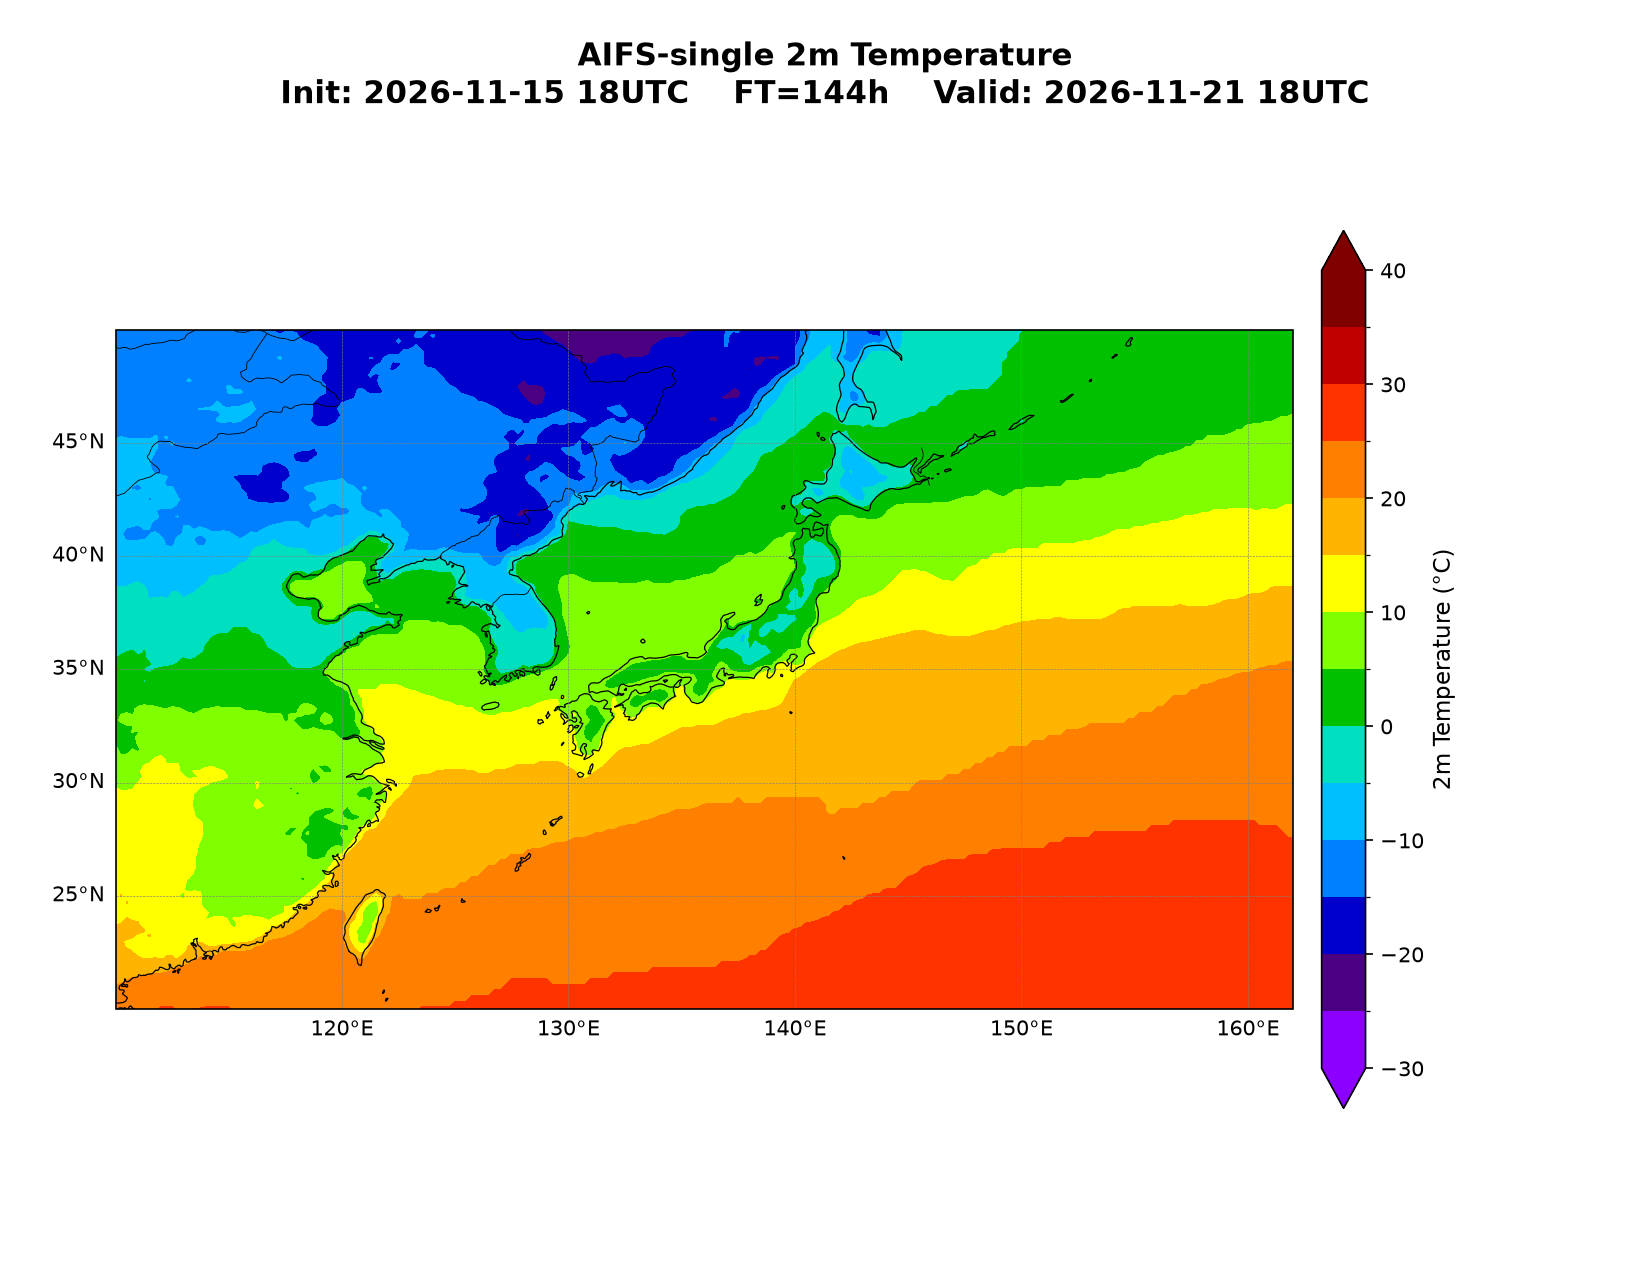 AIFS-single 2m Temperature
Init: 2026-11-15 18UTC    FT=144h    Valid: 2026-11-21 18UTC
45°N
40°N
35°N
30°N
25°N
120°E
130°E
140°E
150°E
160°E
40
30
20
10
0
−10
−20
−30
2m Temperature (°C)